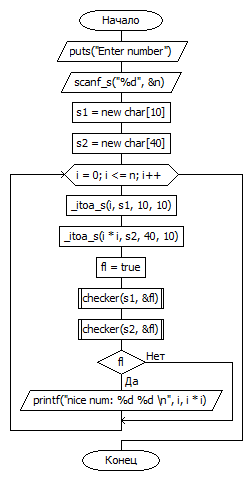 Начало
puts("Enter number")
scanf_s("%d", &n)
s1 = new char[10]
s2 = new char[40]
i = 0; i <= n; i++
_itoa_s(i, s1, 10, 10)
_itoa_s(i * i, s2, 40, 10)
fl = true
checker(s1, &fl)
checker(s2, &fl)
fl
Нет
Да
printf("nice num: %d %d \n", i, i * i)
Конец